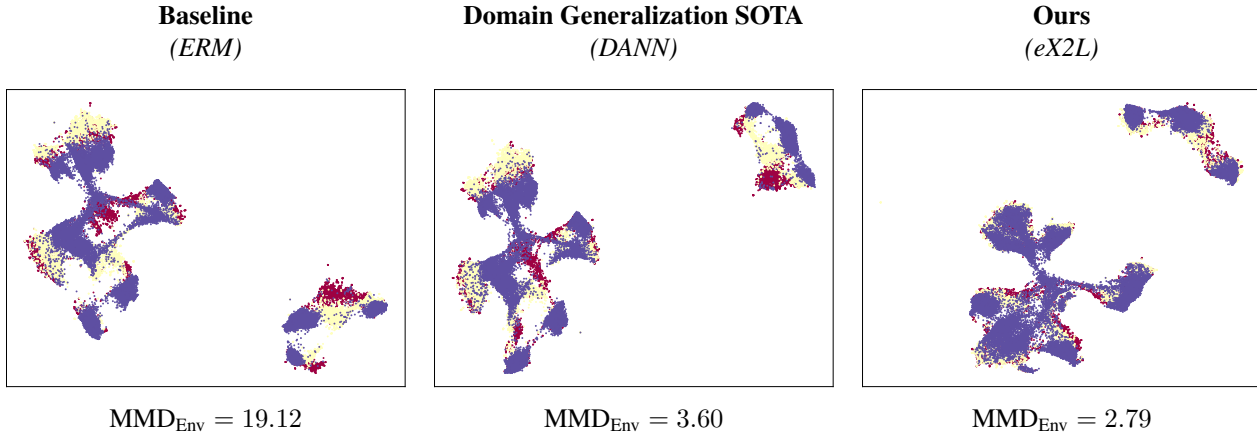 Baseline
(ERM)
Domain Generalization SOTA
(DANN)
Ours
(eX2L)
MMD_Env = 19.12
MMD_Env = 3.60
MMD_Env = 2.79